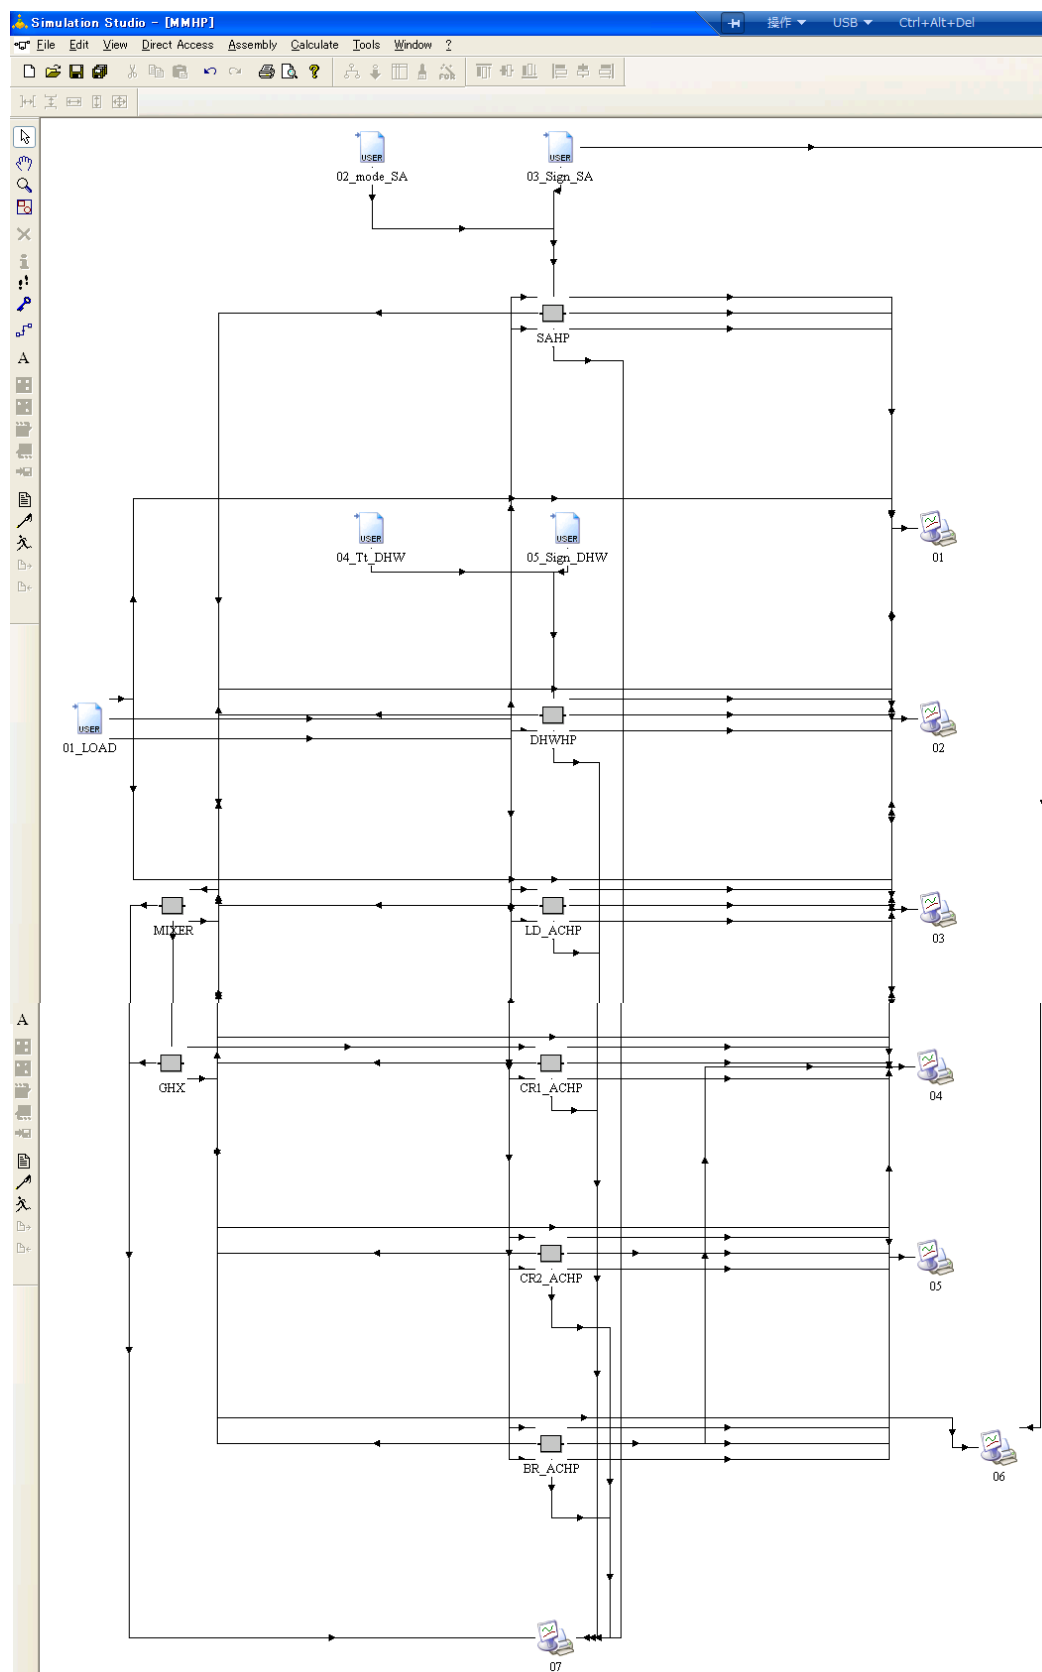 Simulation Studio - [MMHP]
操作 ▼ USB ▼ Ctrl+Alt+Del
File Edit View Direct Access Assembly Calculate Tools Window ?
USER
02_mode_SA
USER
03_Sign_SA
SAHP
A
USER
04_Tt_DHW
USER
05_Sign_DHW
01
USER
01_LOAD
DHWHP
02
MIXER
LD_ACHP
03
A
GHX
CR1_ACHP
04
CR2_ACHP
05
BR_ACHP
06
07